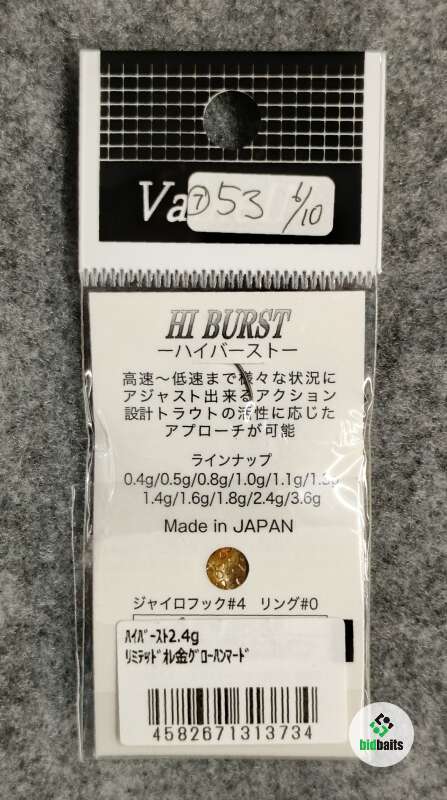 Va
⑦53 6/10
HI BURST
ーハイバーストー
高速～低速まで様々な状況に
アジャスト出来るアクション
設計トラウトの活性に応じた
アプローチが可能
ラインナップ
0.4g/0.5g/0.8g/1.0g/1.1g/1.3g
1.4g/1.6g/1.8g/2.4g/3.6g
Made in JAPAN
ジャイロフック#4 リング#0
ﾊｲﾊﾞｰｽﾄ2.4g
ﾘﾐﾃｯﾄﾞｵﾚ金ｸﾞﾛｰﾊﾝﾏｰﾄﾞ
4582671313734
bidbaits